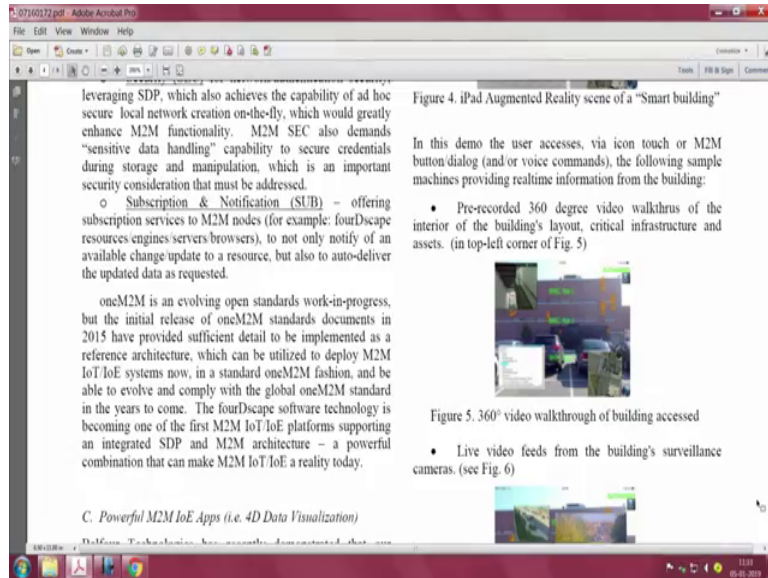 07160172.pdf - Adobe Acrobat Pro
File Edit View Window Help
Open Create
Customize
Tools Fill & Sign Comment
leveraging SDP, which also achieves the capability of ad hoc
secure local network creation on-the-fly, which would greatly
enhance M2M functionality. M2M SEC also demands
“sensitive data handling” capability to secure credentials
during storage and manipulation, which is an important
security consideration that must be addressed.
o Subscription & Notification (SUB) – offering
subscription services to M2M nodes (for example: fourDscape
resources/engines/servers/browsers), to not only notify of an
available change/update to a resource, but also to auto-deliver
the updated data as requested.
oneM2M is an evolving open standards work-in-progress,
but the initial release of oneM2M standards documents in
2015 have provided sufficient detail to be implemented as a
reference architecture, which can be utilized to deploy M2M
IoT/IoE systems now, in a standard oneM2M fashion, and be
able to evolve and comply with the global oneM2M standard
in the years to come. The fourDscape software technology is
becoming one of the first M2M IoT/IoE platforms supporting
an integrated SDP and M2M architecture – a powerful
combination that can make M2M IoT/IoE a reality today.
C. Powerful M2M IoE Apps (i.e. 4D Data Visualization)
Figure 4. iPad Augmented Reality scene of a “Smart building”
In this demo the user accesses, via icon touch or M2M
button/dialog (and/or voice commands), the following sample
machines providing realtime information from the building:
• Pre-recorded 360 degree video walkthrus of the
interior of the building's layout, critical infrastructure and
assets. (in top-left corner of Fig. 5)
Figure 5. 360° video walkthrough of building accessed
• Live video feeds from the building's surveillance
cameras. (see Fig. 6)
11:11
05-01-2019